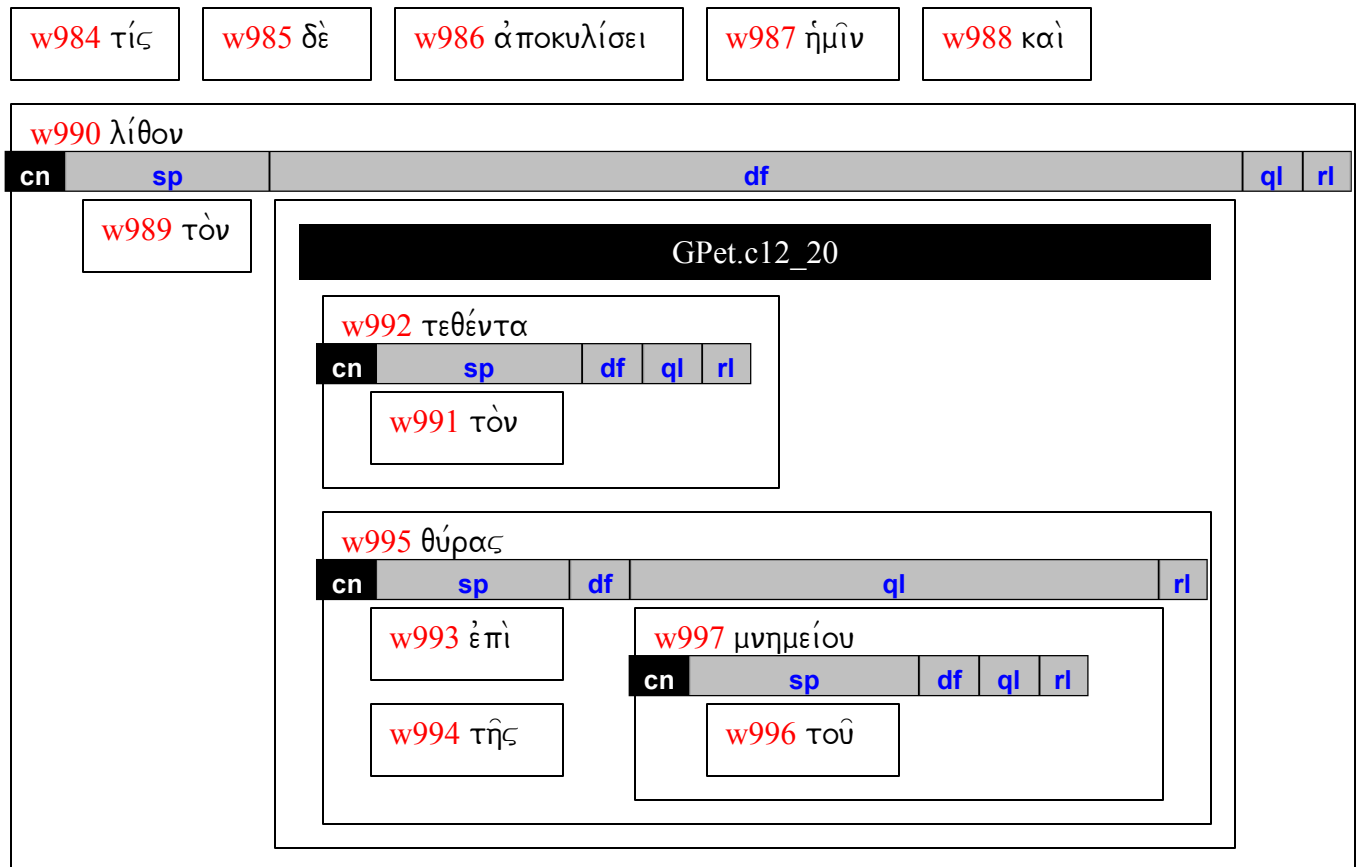 w984 τίς w985 δὲ w986 ἀποκυλίσει w987 ἡμῖν w988 καὶ
w990 λίθον
cn sp df ql rl
w989 τὸν
GPet.c12_20
w992 τεθέντα
cn sp df ql rl
w991 τὸν
w995 θύρας
cn sp df ql rl
w993 ἐπὶ w997 μνημείου
cn sp df ql rl
w994 τῆς w996 τοῦ